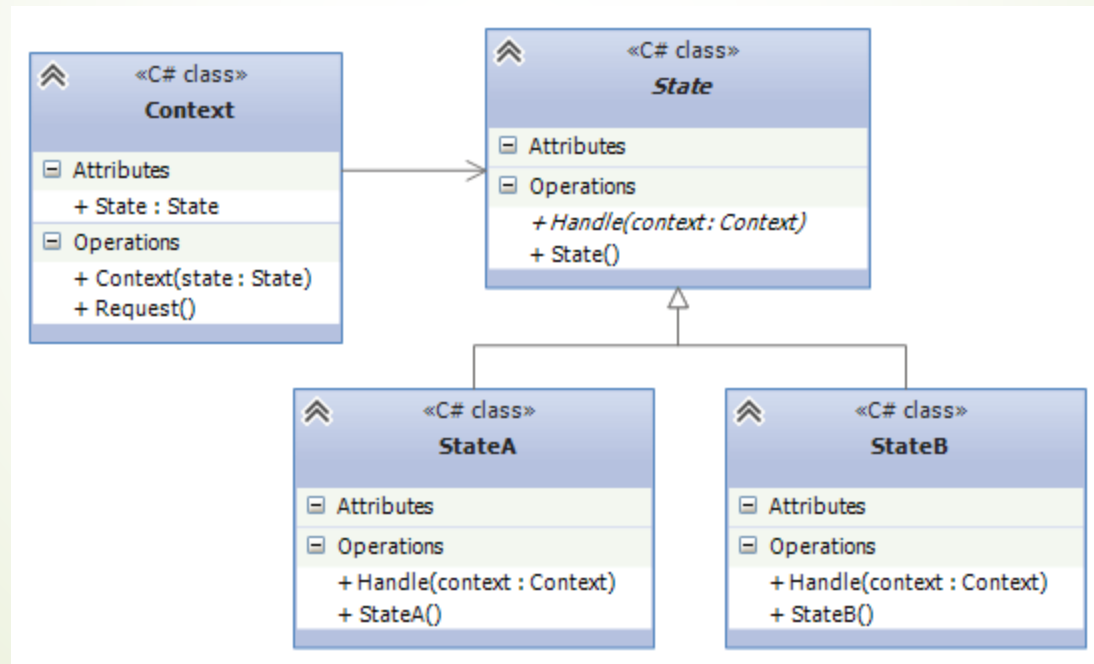 «C# class»
Context
Attributes
+ State : State
Operations
+ Context(state : State)
+ Request()
«C# class»
State
Attributes
Operations
+ Handle(context : Context)
+ State()
«C# class»
StateA
Attributes
Operations
+ Handle(context : Context)
+ StateA()
«C# class»
StateB
Attributes
Operations
+ Handle(context : Context)
+ StateB()